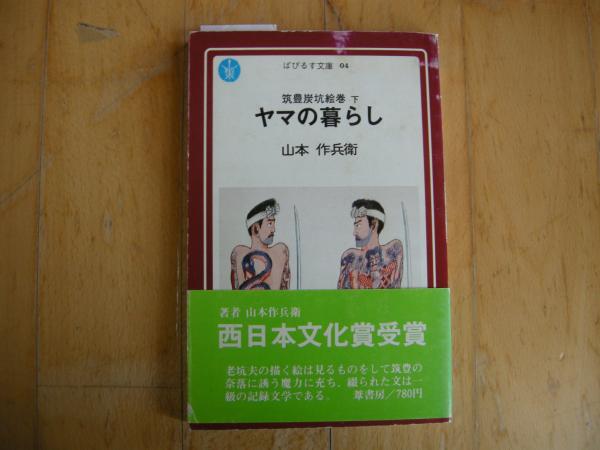 ぱぴるす文庫 04
筑豊炭坑絵巻 下
ヤマの暮らし
山本 作兵衛
著者 山本作兵衛
西日本文化賞受賞
老坑夫の描く絵は見るものをして筑豊の
奈落に誘う魔力に充ち、綴られた文は一
級の記録文学である。 葦書房／780円